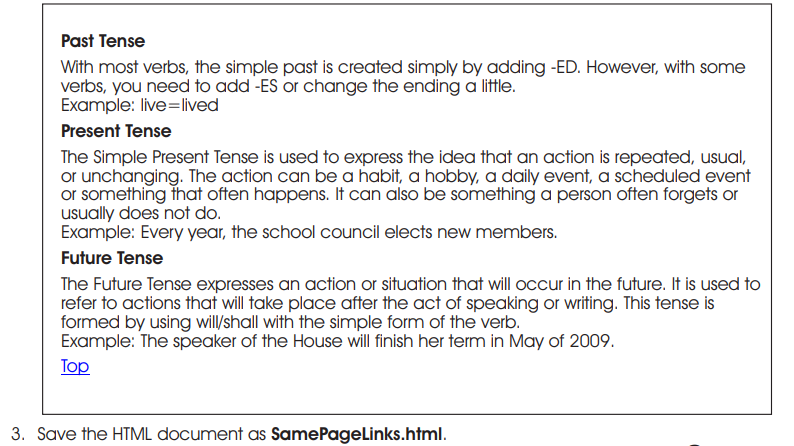 Past Tense
With most verbs, the simple past is created simply by adding -ED. However, with some
verbs, you need to add -ES or change the ending a little.
Example: live=lived
Present Tense
The Simple Present Tense is used to express the idea that an action is repeated, usual,
or unchanging. The action can be a habit, a hobby, a daily event, a scheduled event
or something that often happens. It can also be something a person often forgets or
usually does not do.
Example: Every year, the school council elects new members.
Future Tense
The Future Tense expresses an action or situation that will occur in the future. It is used to
refer to actions that will take place after the act of speaking or writing. This tense is
formed by using will/shall with the simple form of the verb.
Example: The speaker of the House will finish her term in May of 2009.
Top
3. Save the HTML document as SamePageLinks.html.